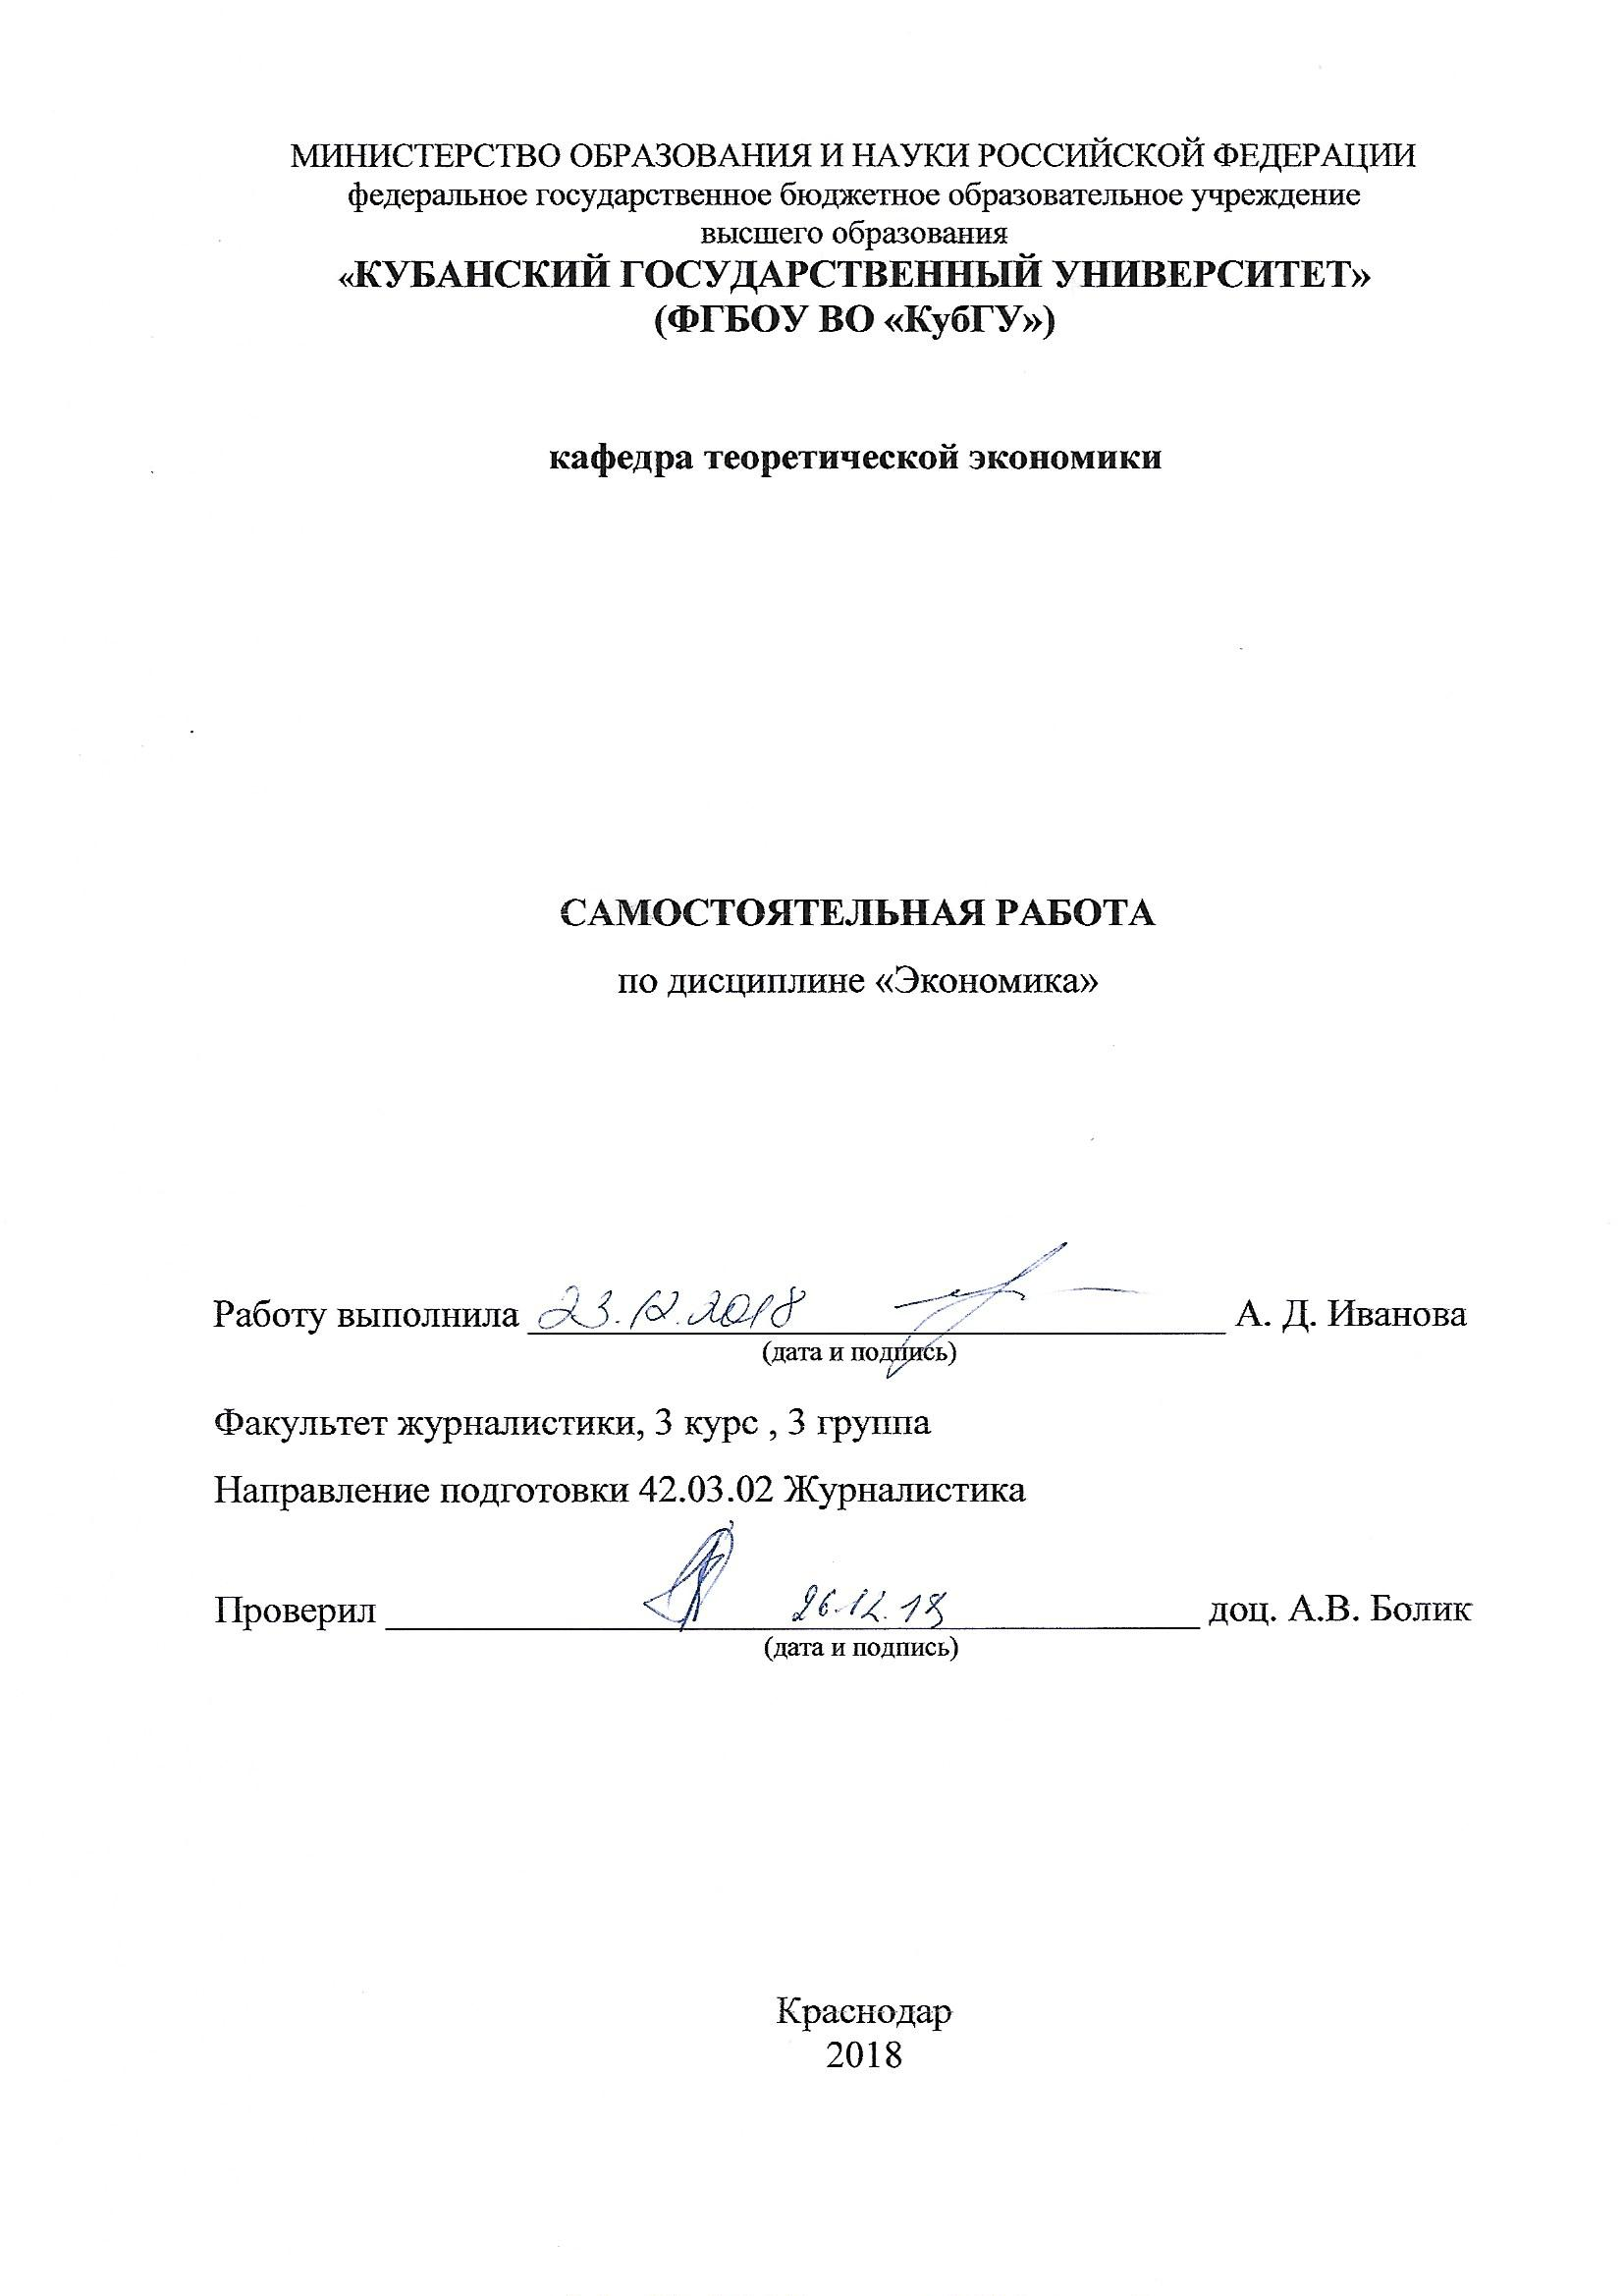 МИНИСТЕРСТВО ОБРАЗОВАНИЯ И НАУКИ РОССИЙСКОЙ ФЕДЕРАЦИИ
федеральное государственное бюджетное образовательное учреждение
высшего образования
«КУБАНСКИЙ ГОСУДАРСТВЕННЫЙ УНИВЕРСИТЕТ»
(ФГБОУ ВО «КубГУ»)
кафедра теоретической экономики
САМОСТОЯТЕЛЬНАЯ РАБОТА
по дисциплине «Экономика»
Работу выполнила 23.12.2018 А. Д. Иванова
(дата и подпись)
Факультет журналистики, 3 курс , 3 группа
Направление подготовки 42.03.02 Журналистика
Проверил 26.12.18 доц. А.В. Болик
(дата и подпись)
Краснодар
2018